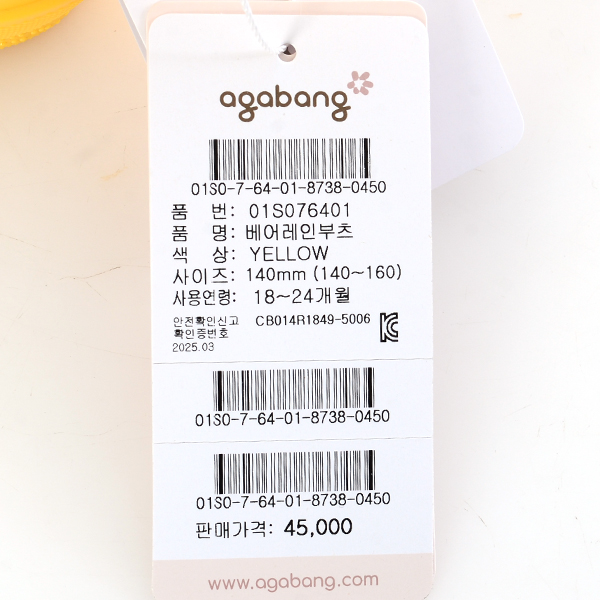 agabang
01S0-7-64-01-8738-0450
품 번: 01S076401
품 명: 베어레인부츠
색 상: YELLOW
사이즈: 140mm (140~160)
사용연령: 18~24개월
안전확인신고 CB014R1849-5006
확인증번호
2025.03
01S0-7-64-01-8738-0450
01S0-7-64-01-8738-0450
판매가격: 45,000
www.agabang.com